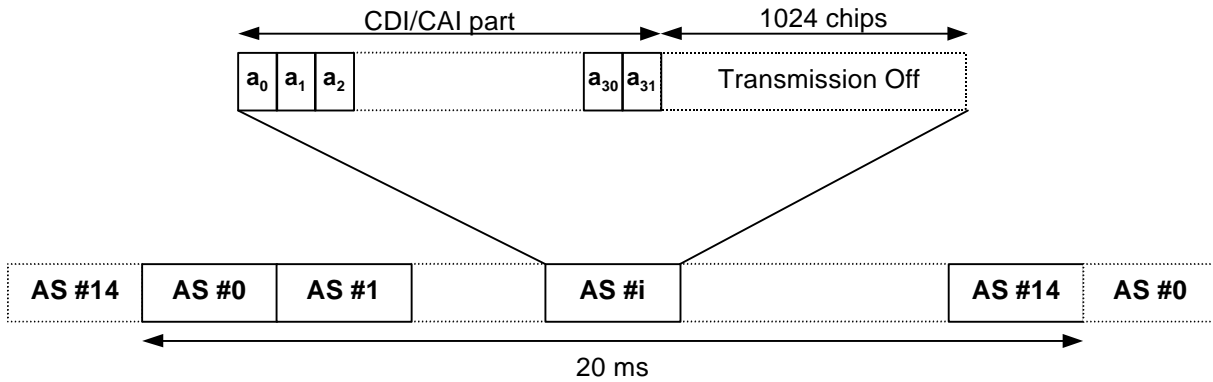 CDI/CAI part
1024 chips
a0 a1 a2 a30 a31 Transmission Off
AS #14 AS #0 AS #1 AS #i AS #14 AS #0
20 ms